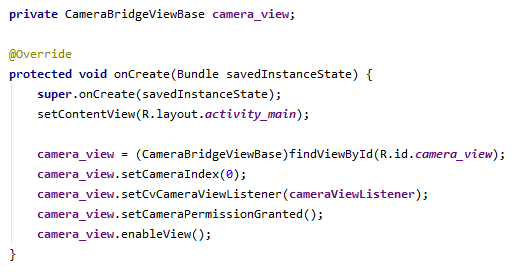 private CameraBridgeViewBase camera_view;
@Override
protected void onCreate(Bundle savedInstanceState) {
super.onCreate(savedInstanceState);
setContentView(R.layout.activity_main);
camera_view = (CameraBridgeViewBase)findViewById(R.id.camera_view);
camera_view.setCameraIndex(0);
camera_view.setCvCameraViewListener(cameraViewListener);
camera_view.setCameraPermissionGranted();
camera_view.enableView();
}